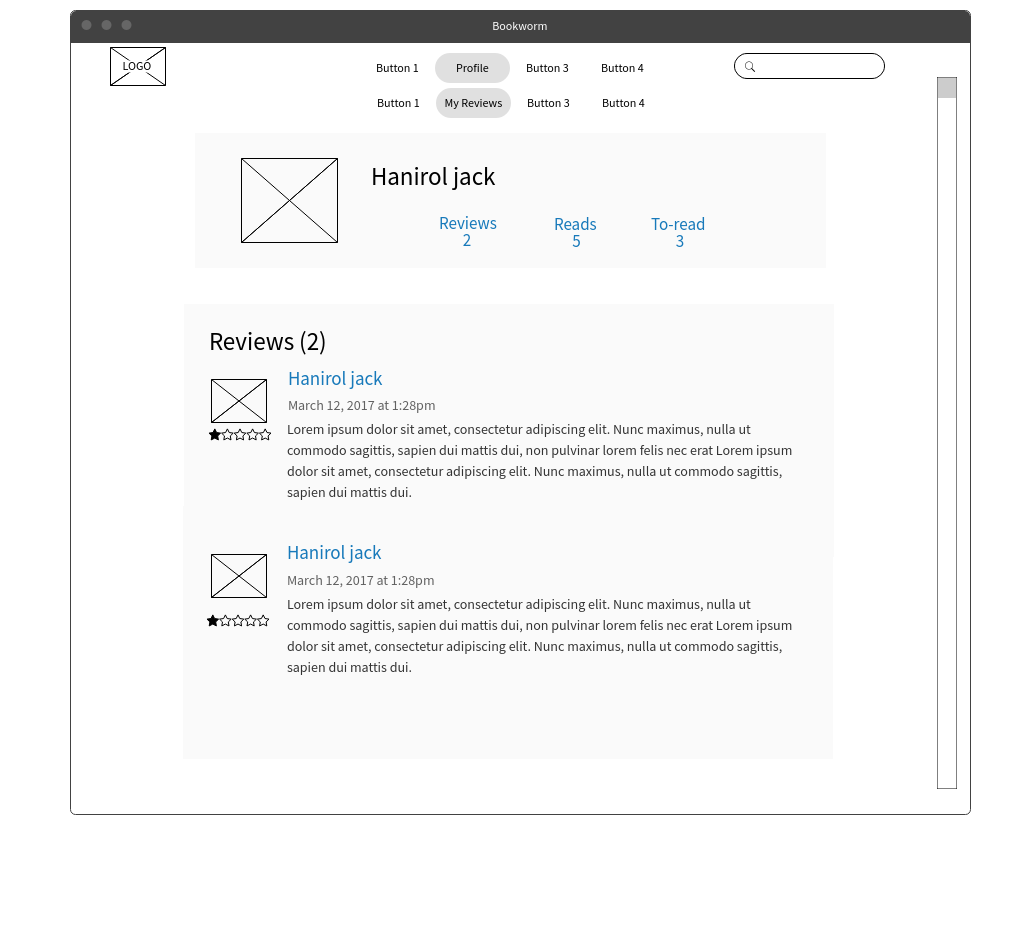 Bookworm
LOGO
Button 1 Profile Button 3 Button 4
Button 1 My Reviews Button 3 Button 4
Hanirol jack
Reviews Reads To-read
2 5 3
Reviews (2)
Hanirol jack
March 12, 2017 at 1:28pm
Lorem ipsum dolor sit amet, consectetur adipiscing elit. Nunc maximus, nulla ut
commodo sagittis, sapien dui mattis dui, non pulvinar lorem felis nec erat Lorem ipsum
dolor sit amet, consectetur adipiscing elit. Nunc maximus, nulla ut commodo sagittis,
sapien dui mattis dui.
Hanirol jack
March 12, 2017 at 1:28pm
Lorem ipsum dolor sit amet, consectetur adipiscing elit. Nunc maximus, nulla ut
commodo sagittis, sapien dui mattis dui, non pulvinar lorem felis nec erat Lorem ipsum
dolor sit amet, consectetur adipiscing elit. Nunc maximus, nulla ut commodo sagittis,
sapien dui mattis dui.